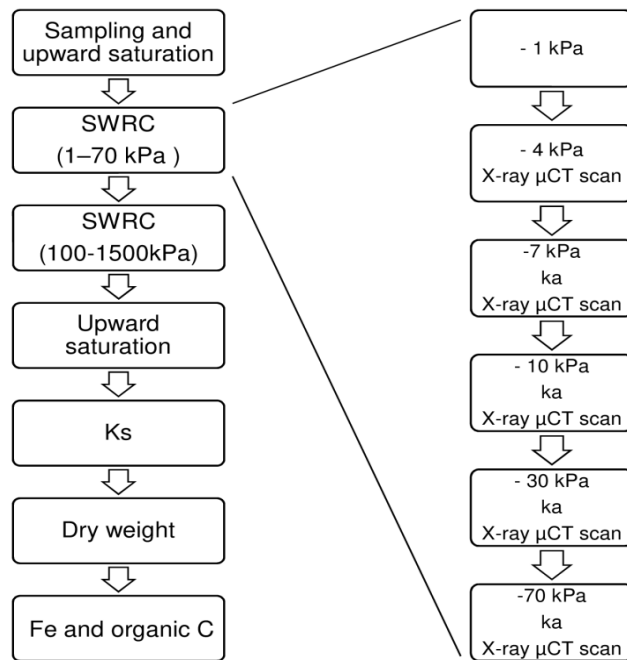 Sampling and
upward saturation
SWRC
(1–70 kPa )
SWRC
(100-1500kPa)
Upward
saturation
Ks
Dry weight
Fe and organic C
- 1 kPa
- 4 kPa
X-ray µCT scan
-7 kPa
ka
X-ray µCT scan
- 10 kPa
ka
X-ray µCT scan
- 30 kPa
ka
X-ray µCT scan
-70 kPa
ka
X-ray µCT scan